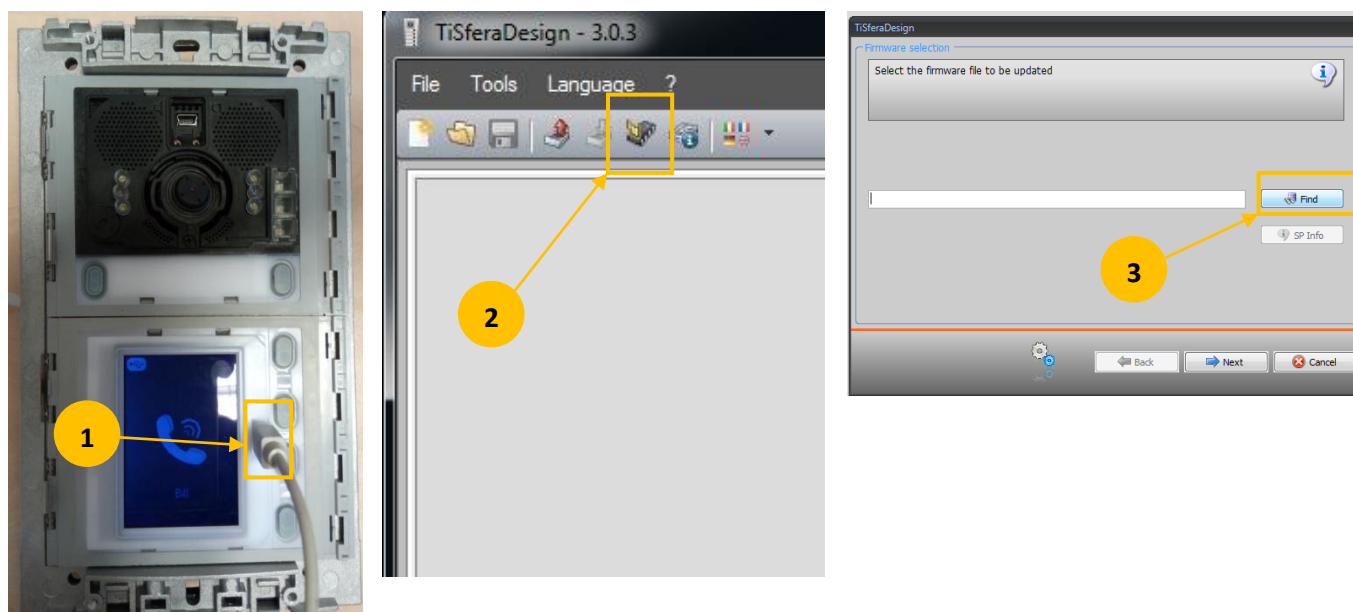 1
Bill
TiSferaDesign - 3.0.3
File Tools Language ?
2
TiSferaDesign
Firmware selection
Select the firmware file to be updated
Find
SP Info
3
Back Next Cancel